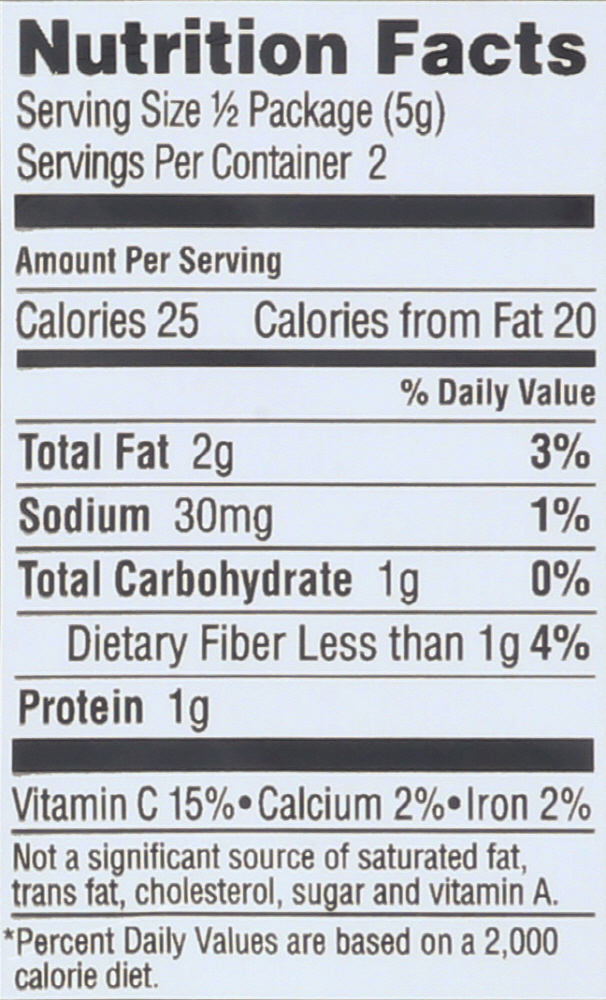 Nutrition Facts
Serving Size ½ Package (5g)
Servings Per Container 2
Amount Per Serving
Calories 25 Calories from Fat 20
% Daily Value
Total Fat 2g 3%
Sodium 30mg 1%
Total Carbohydrate 1g 0%
Dietary Fiber Less than 1g 4%
Protein 1g
Vitamin C 15%•Calcium 2%•Iron 2%
Not a significant source of saturated fat,
trans fat, cholesterol, sugar and vitamin A.
*Percent Daily Values are based on a 2,000
calorie diet.